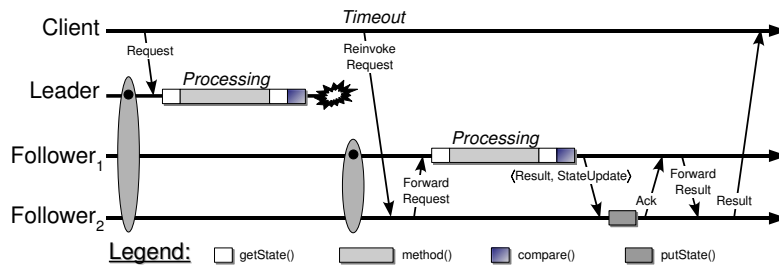 Client
Timeout
Request
Reinvoke
Request
Leader
Processing
Follower1
Processing
⟨Result, StateUpdate⟩
Forward
Request
Ack
Forward
Result
Result
Follower2
Legend:
getState()
method()
compare()
putState()